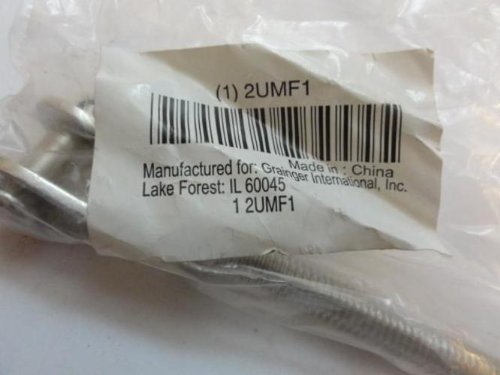 (1) 2UMF1
Made in : China
Manufactured for: Grainger International, Inc.
Lake Forest: IL 60045
1 2UMF1